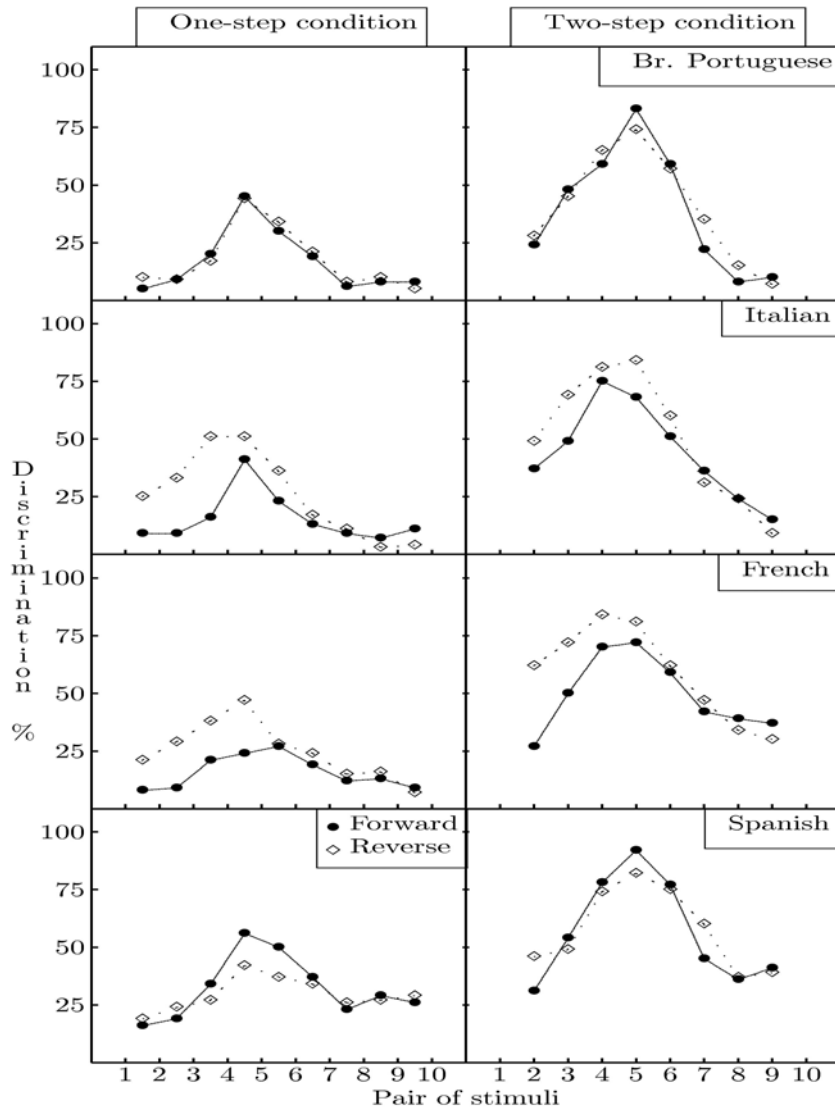 One-step condition
Two-step condition
Br. Portuguese
100
75
50
25
Italian
100
75
50
25
French
100
75
50
25
Spanish
Forward
Reverse
100
75
50
25
Discrimination %
1 2 3 4 5 6 7 8 9 10
1 2 3 4 5 6 7 8 9 10
Pair of stimuli